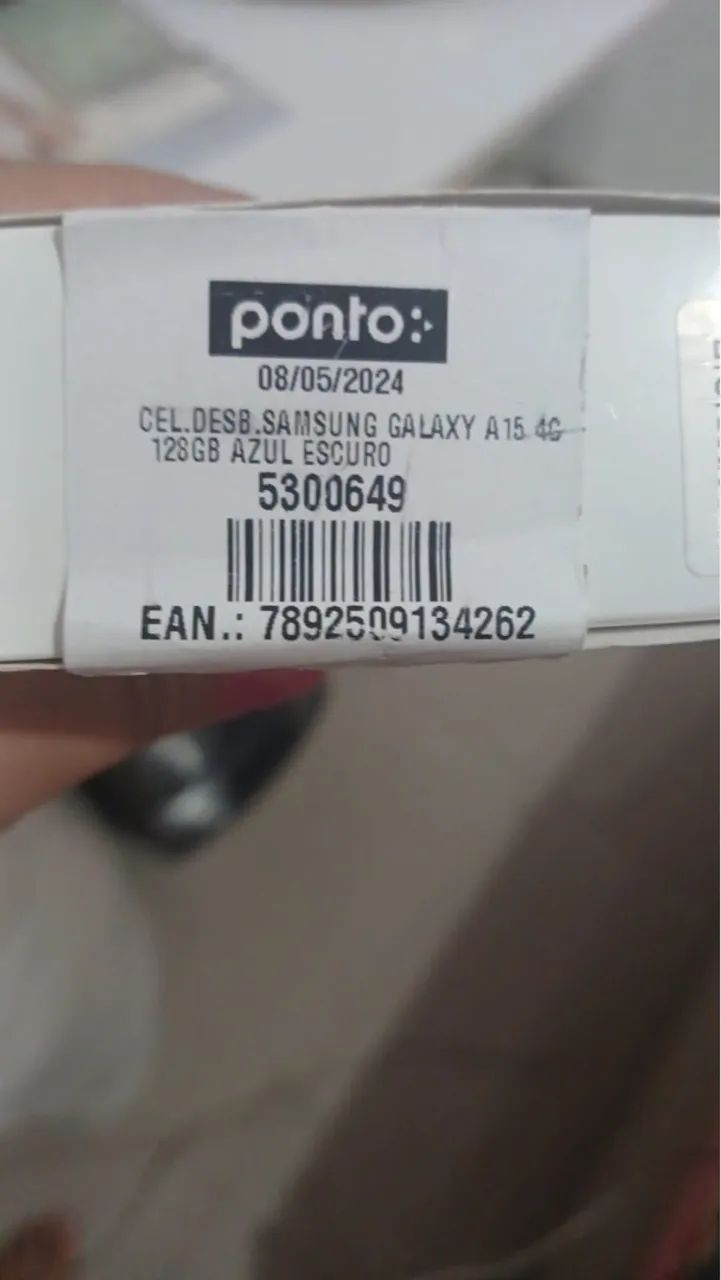 ponto:
08/05/2024
CEL.DESB.SAMSUNG GALAXY A15 4G
128GB AZUL ESCURO
5300649
EAN.: 7892509134262